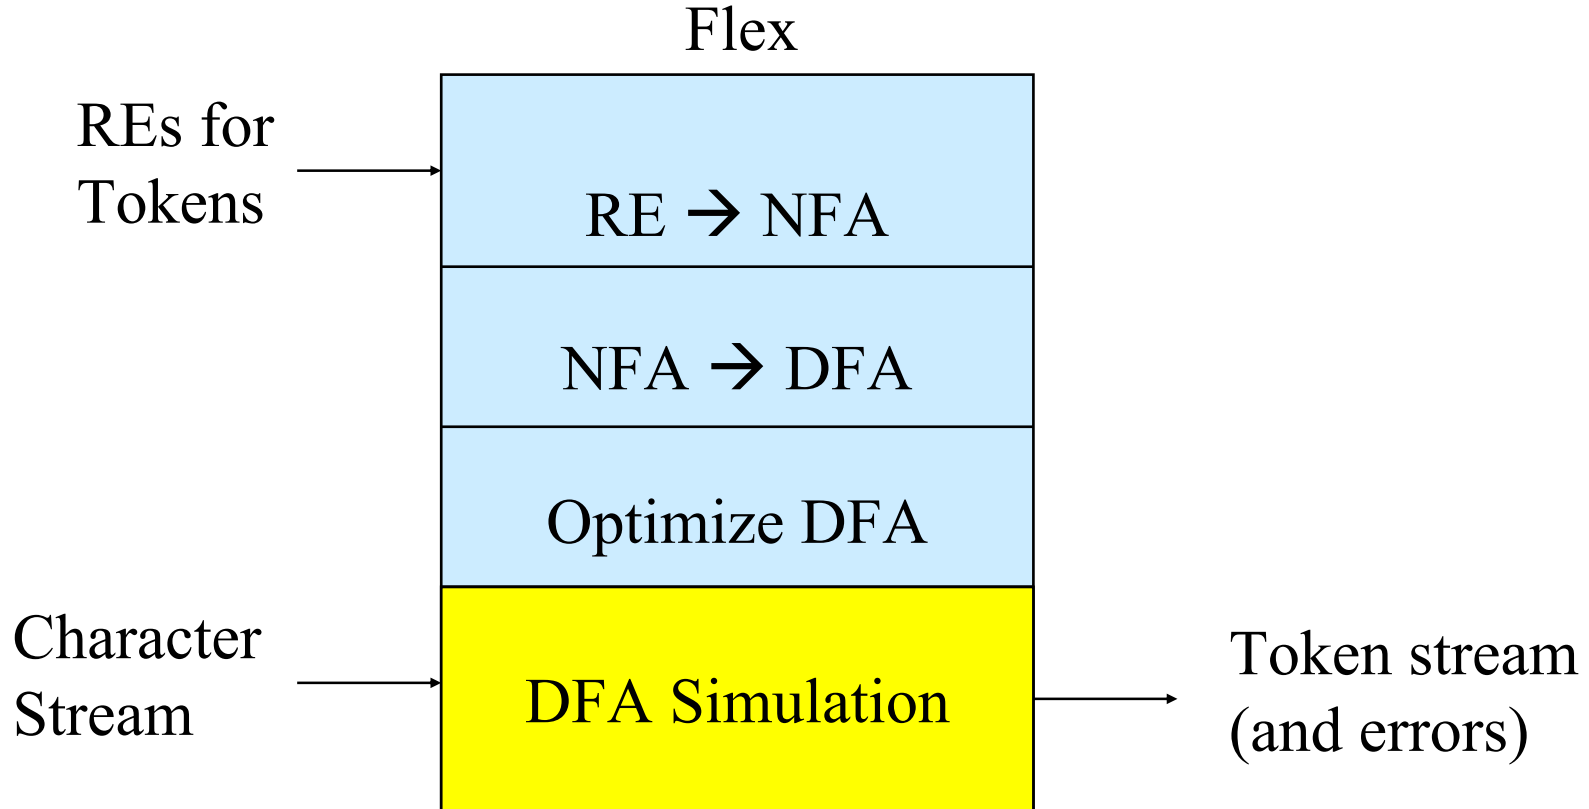 Flex
REs for
Tokens
RE → NFA
NFA → DFA
Optimize DFA
Character
Stream
DFA Simulation
Token stream
(and errors)